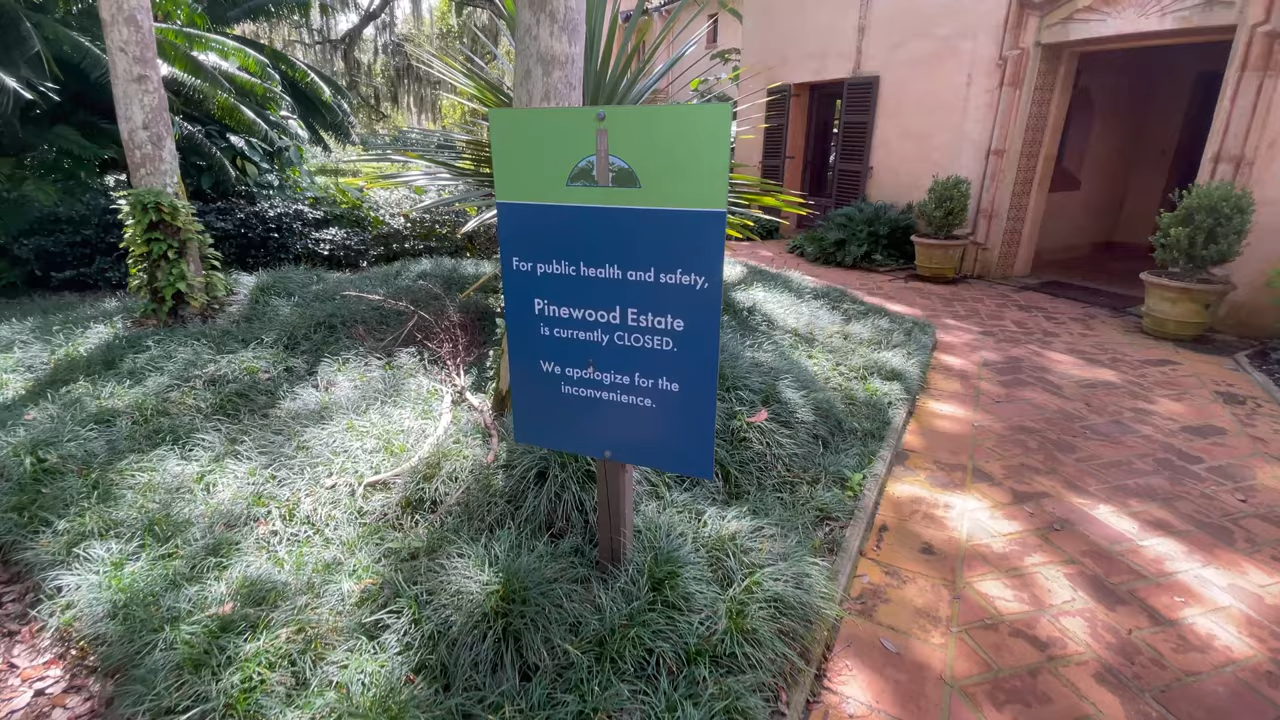 For public health and safety,
Pinewood Estate
is currently CLOSED.
We apologize for the
inconvenience.